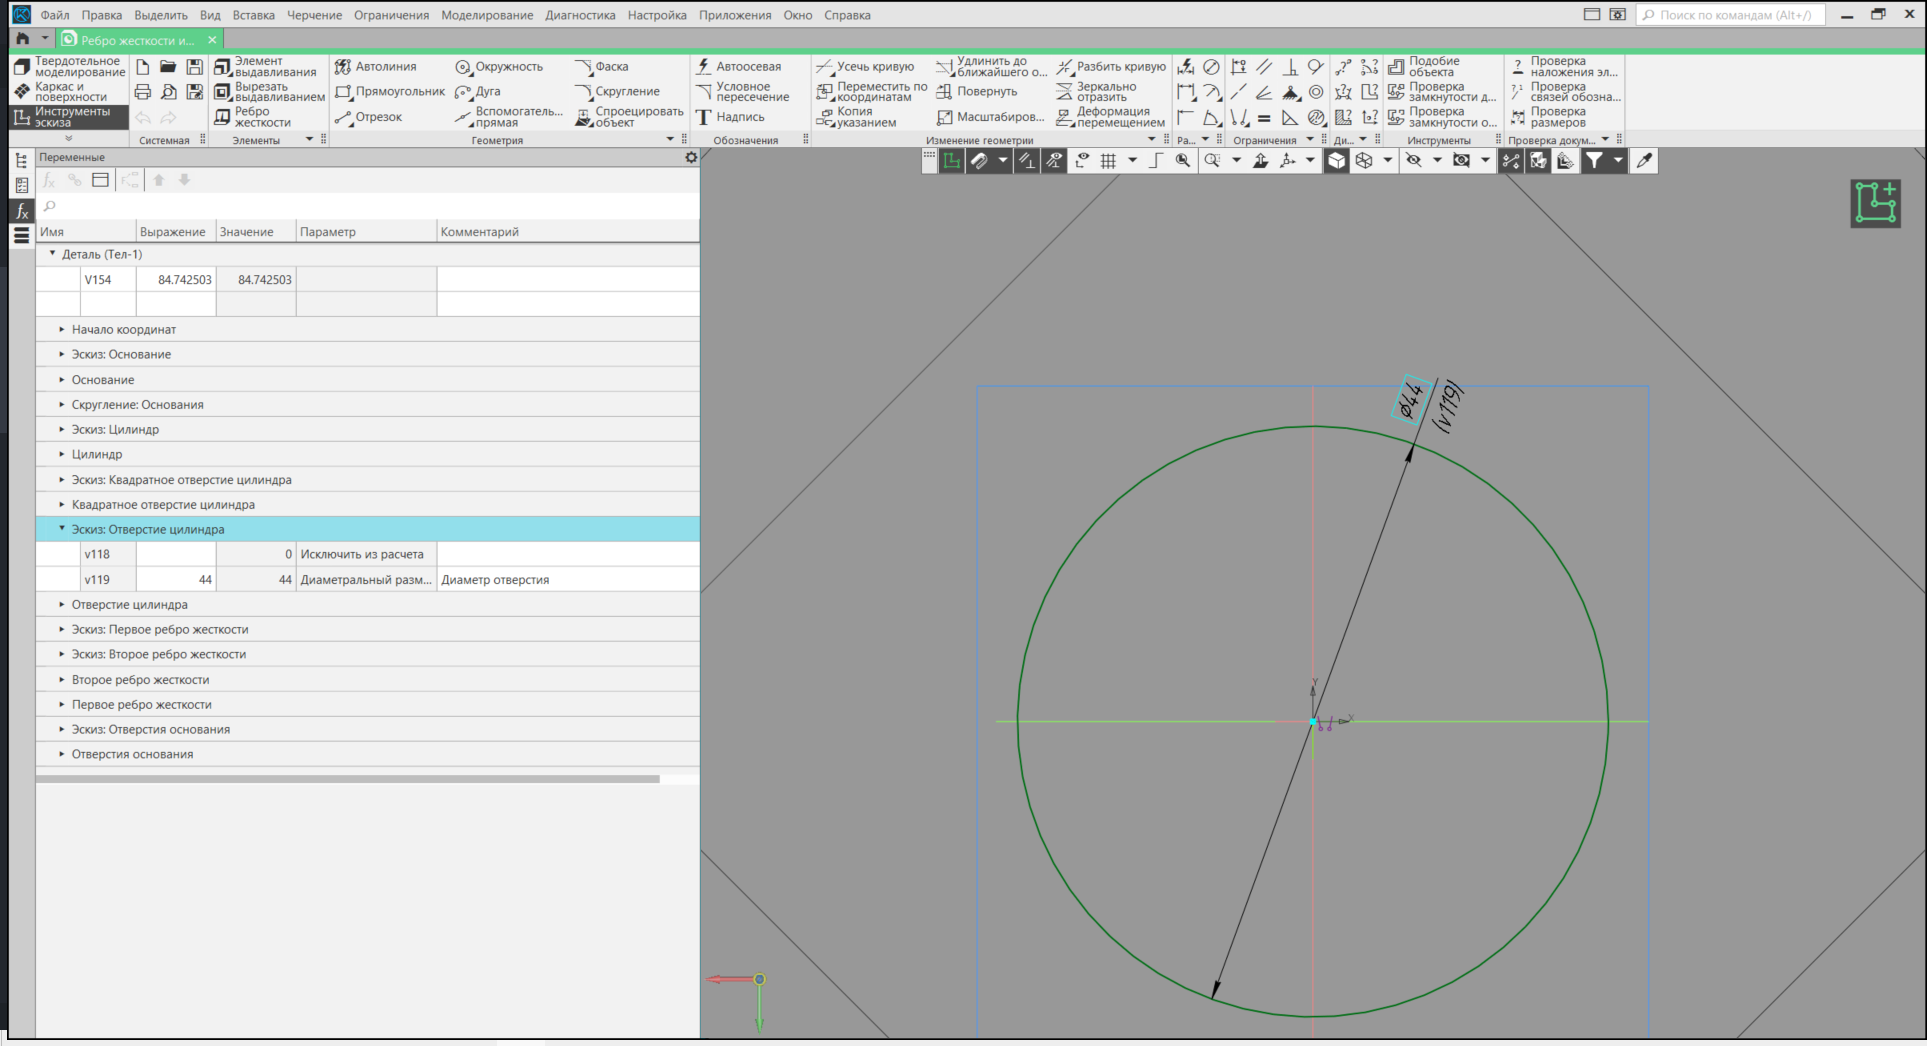 Файл Правка Выделить Вид Вставка Черчение Ограничения Моделирование Диагностика Настройка Приложения Окно Справка
Поиск по командам (Alt+/)
Ребро жесткости и...
Твердотельное моделирование
Каркас и поверхности
Инструменты эскиза
Системная
Элемент выдавливания
Вырезать выдавливанием
Ребро жесткости
Элементы
Автолиния
Прямоугольник
Отрезок
Окружность
Дуга
Вспомогатель... прямая
Фаска
Скругление
Спроецировать объект
Геометрия
Автоосевая
Условное пересечение
Надпись
Обозначения
Усечь кривую
Переместить по координатам
Копия указанием
Удлинить до ближайшего о...
Повернуть
Масштабиров...
Разбить кривую
Зеркально отразить
Деформация перемещением
Изменение геометрии
Ра...
Ограничения
Ди...
Подобие объекта
Проверка замкнутости д...
Проверка замкнутости о...
Инструменты
Проверка наложения эл...
Проверка связей обозна...
Проверка размеров
Проверка докум...
Переменные
Имя Выражение Значение Параметр Комментарий
Деталь (Тел-1)
V154 84.742503 84.742503
Начало координат
Эскиз: Основание
Основание
Скругление: Основания
Эскиз: Цилиндр
Цилиндр
Эскиз: Квадратное отверстие цилиндра
Квадратное отверстие цилиндра
Эскиз: Отверстие цилиндра
v118 0 Исключить из расчета
v119 44 44 Диаметральный разм... Диаметр отверстия
Отверстие цилиндра
Эскиз: Первое ребро жесткости
Эскиз: Второе ребро жесткости
Второе ребро жесткости
Первое ребро жесткости
Эскиз: Отверстия основания
Отверстия основания
ϕ44
(v119)
Y
X